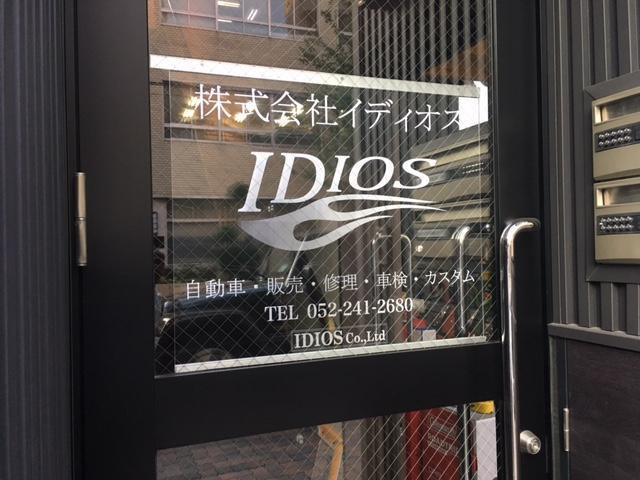 株式会社イディオス
IDIOS
自動車・販売・修理・車検・カスタム
TEL 052-241-2680
IDIOS Co.,Ltd